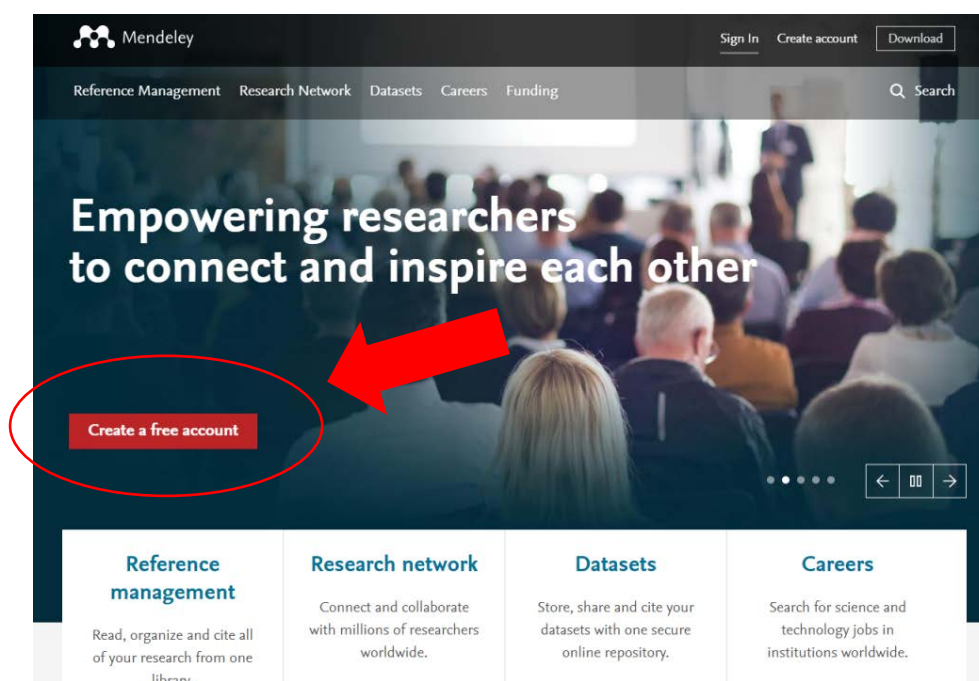 Mendeley
Sign In Create account Download
Reference Management Research Network Datasets Careers Funding
Search
Empowering researchers
to connect and inspire each other
Create a free account
Reference
management
Read, organize and cite all
of your research from one
library
Research network
Connect and collaborate
with millions of researchers
worldwide.
Datasets
Store, share and cite your
datasets with one secure
online repository.
Careers
Search for science and
technology jobs in
institutions worldwide.